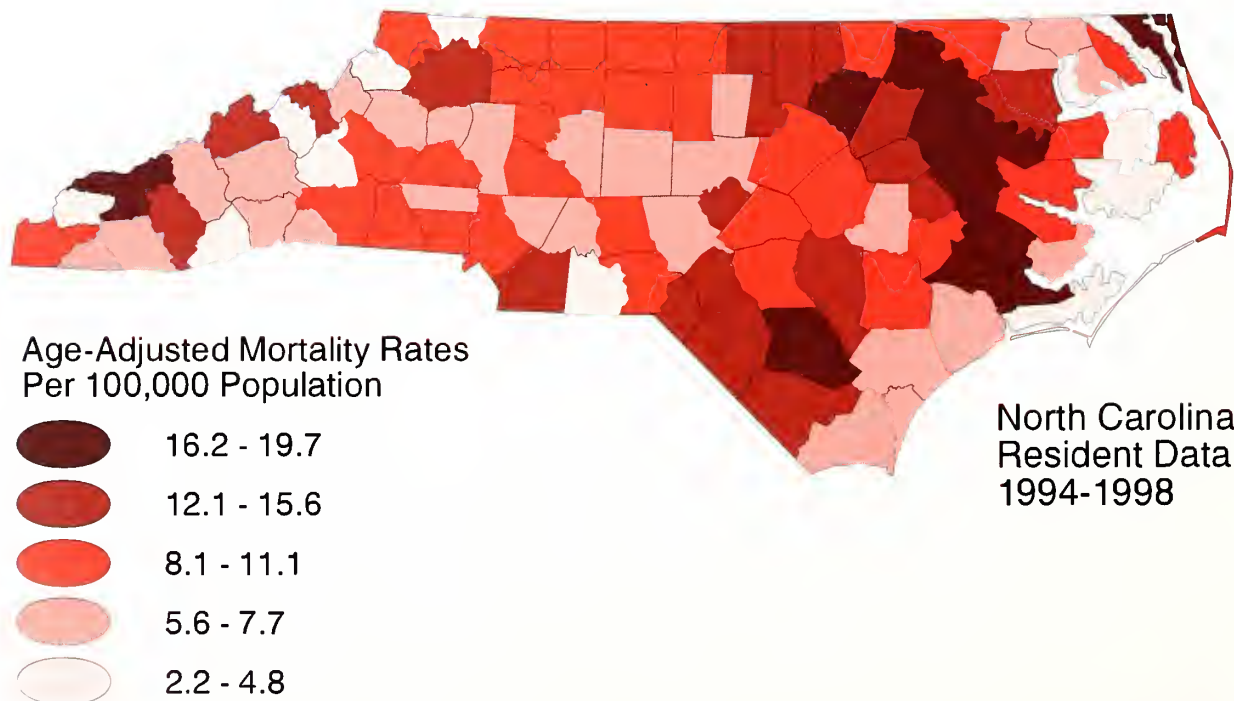 Age-Adjusted Mortality Rates
Per 100,000 Population
16.2 - 19.7
12.1 - 15.6
8.1 - 11.1
5.6 - 7.7
2.2 - 4.8
North Carolina
Resident Data
1994-1998